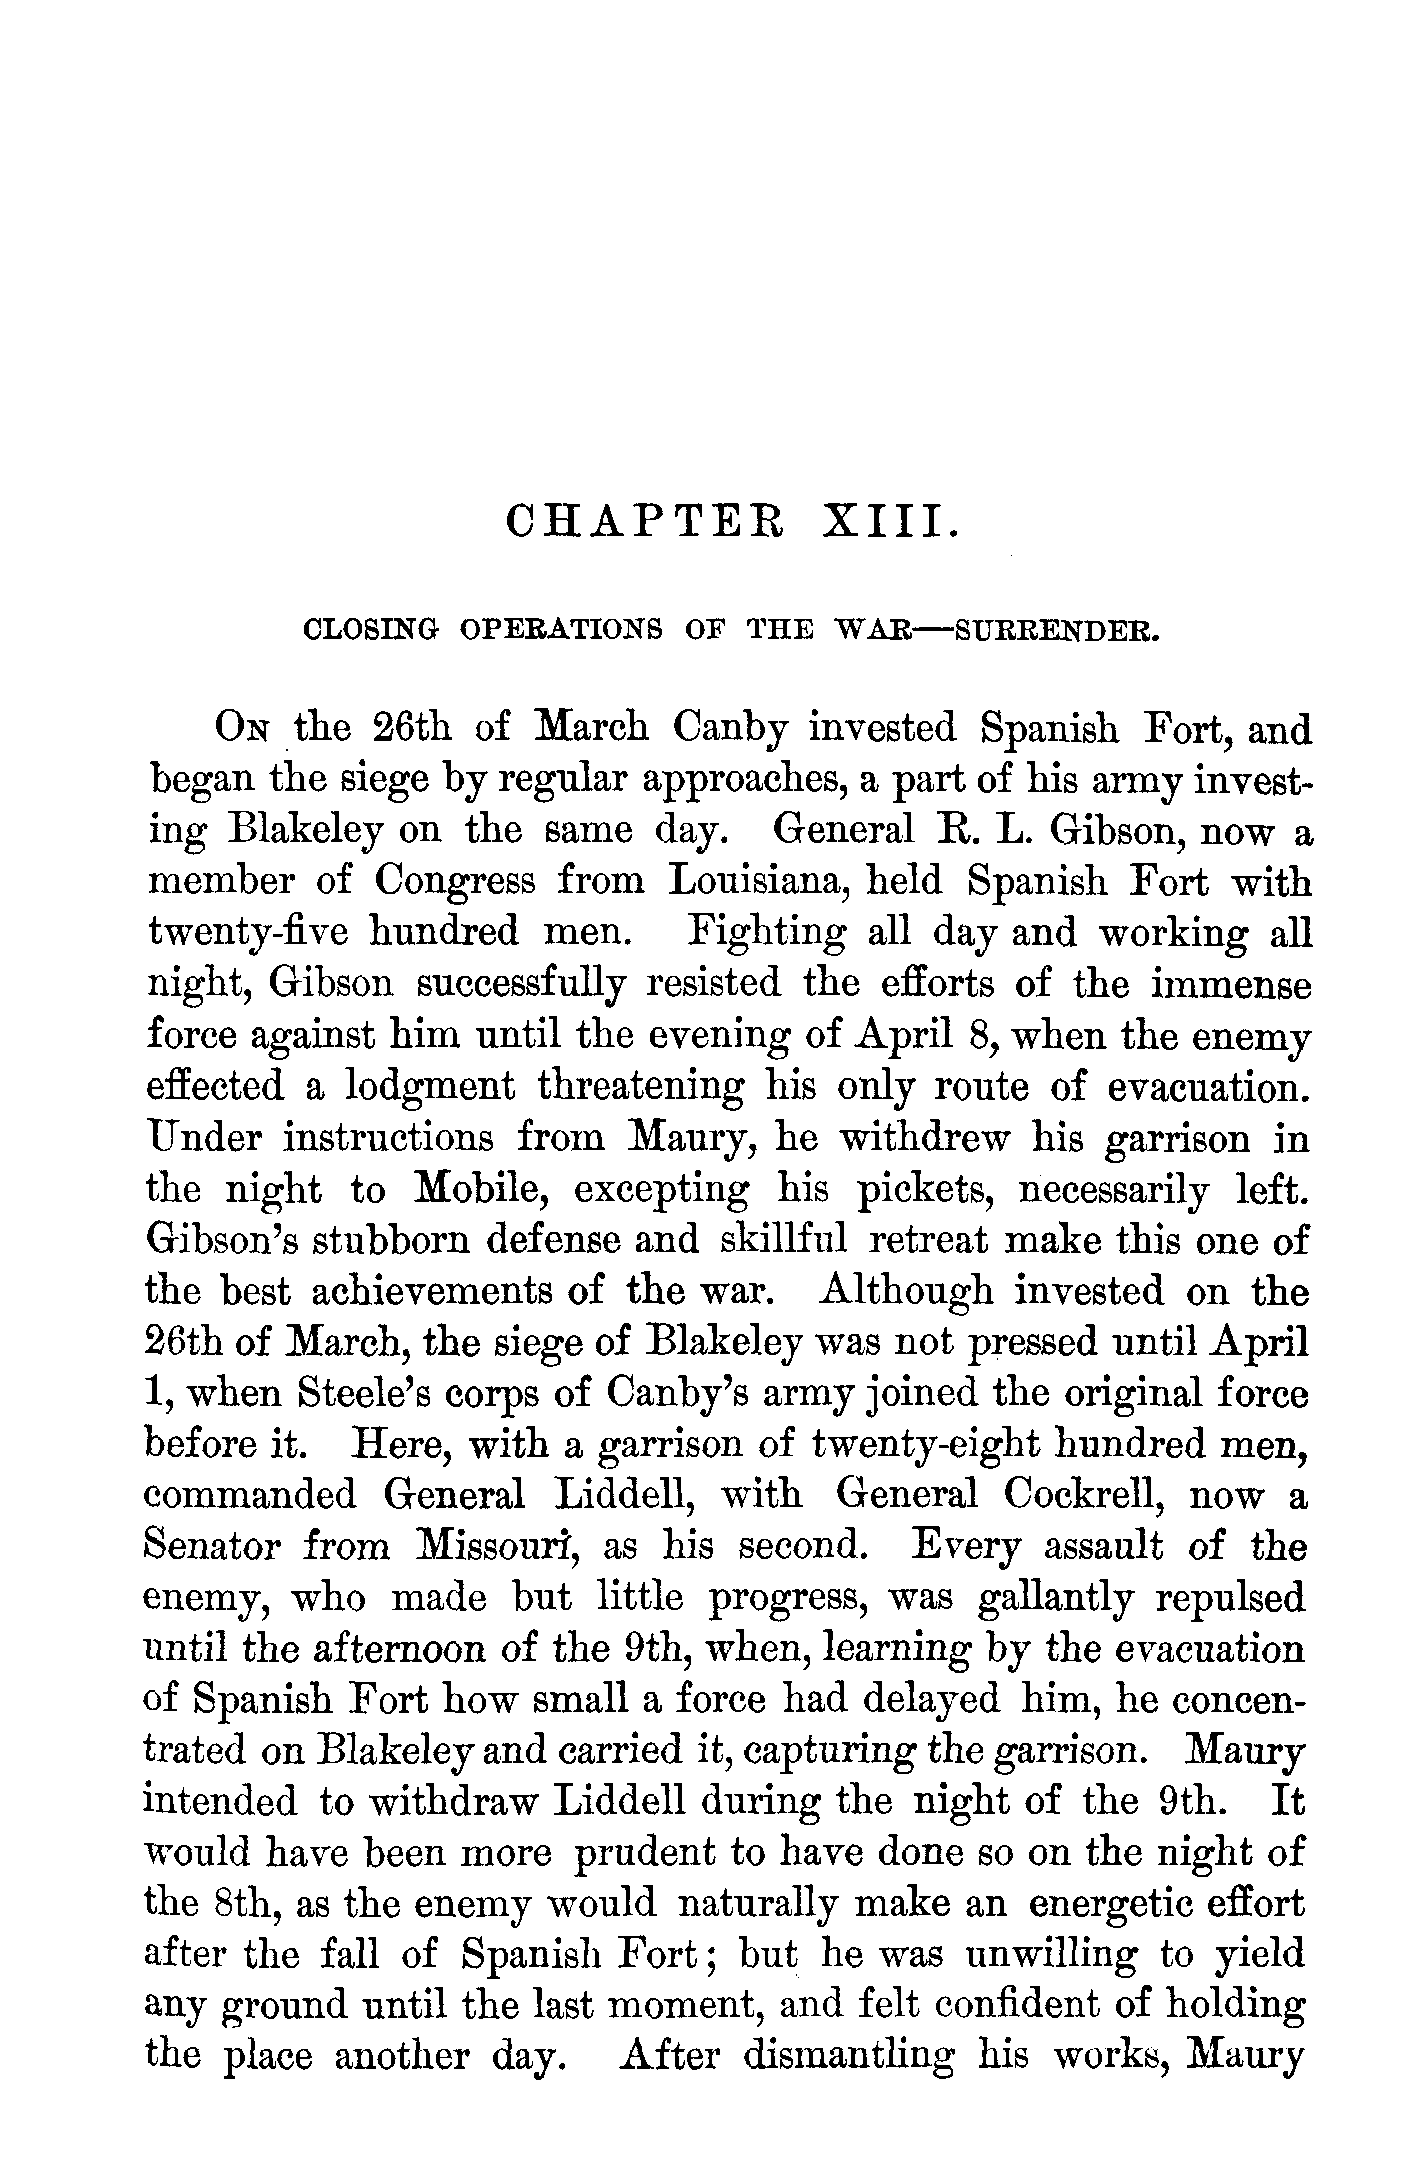 CHAPTER XIII.
CLOSING OPERATIONS OF THE WAR—SURRENDER.
On the 26th of March Canby invested Spanish Fort, and
began the siege by regular approaches, a part of his army invest-
ing Blakeley on the same day. General R. L. Gibson, now a
member of Congress from Louisiana, held Spanish Fort with
twenty-five hundred men. Fighting all day and working all
night, Gibson successfully resisted the efforts of the immense
force against him until the evening of April 8, when the enemy
effected a lodgment threatening his only route of evacuation.
Under instructions from Maury, he withdrew his garrison in
the night to Mobile, excepting his pickets, necessarily left.
Gibson's stubborn defense and skillful retreat make this one of
the best achievements of the war. Although invested on the
26th of March, the siege of Blakeley was not pressed until April
1, when Steele's corps of Canby's army joined the original force
before it. Here, with a garrison of twenty-eight hundred men,
commanded General Liddell, with General Cockrell, now a
Senator from Missouri, as his second. Every assault of the
enemy, who made but little progress, was gallantly repulsed
until the afternoon of the 9th, when, learning by the evacuation
of Spanish Fort how small a force had delayed him, he concen-
trated on Blakeley and carried it, capturing the garrison. Maury
intended to withdraw Liddell during the night of the 9th. It
would have been more prudent to have done so on the night of
the 8th, as the enemy would naturally make an energetic effort
after the fall of Spanish Fort; but he was unwilling to yield
any ground until the last moment, and felt confident of holding
the place another day. After dismantling his works, Maury